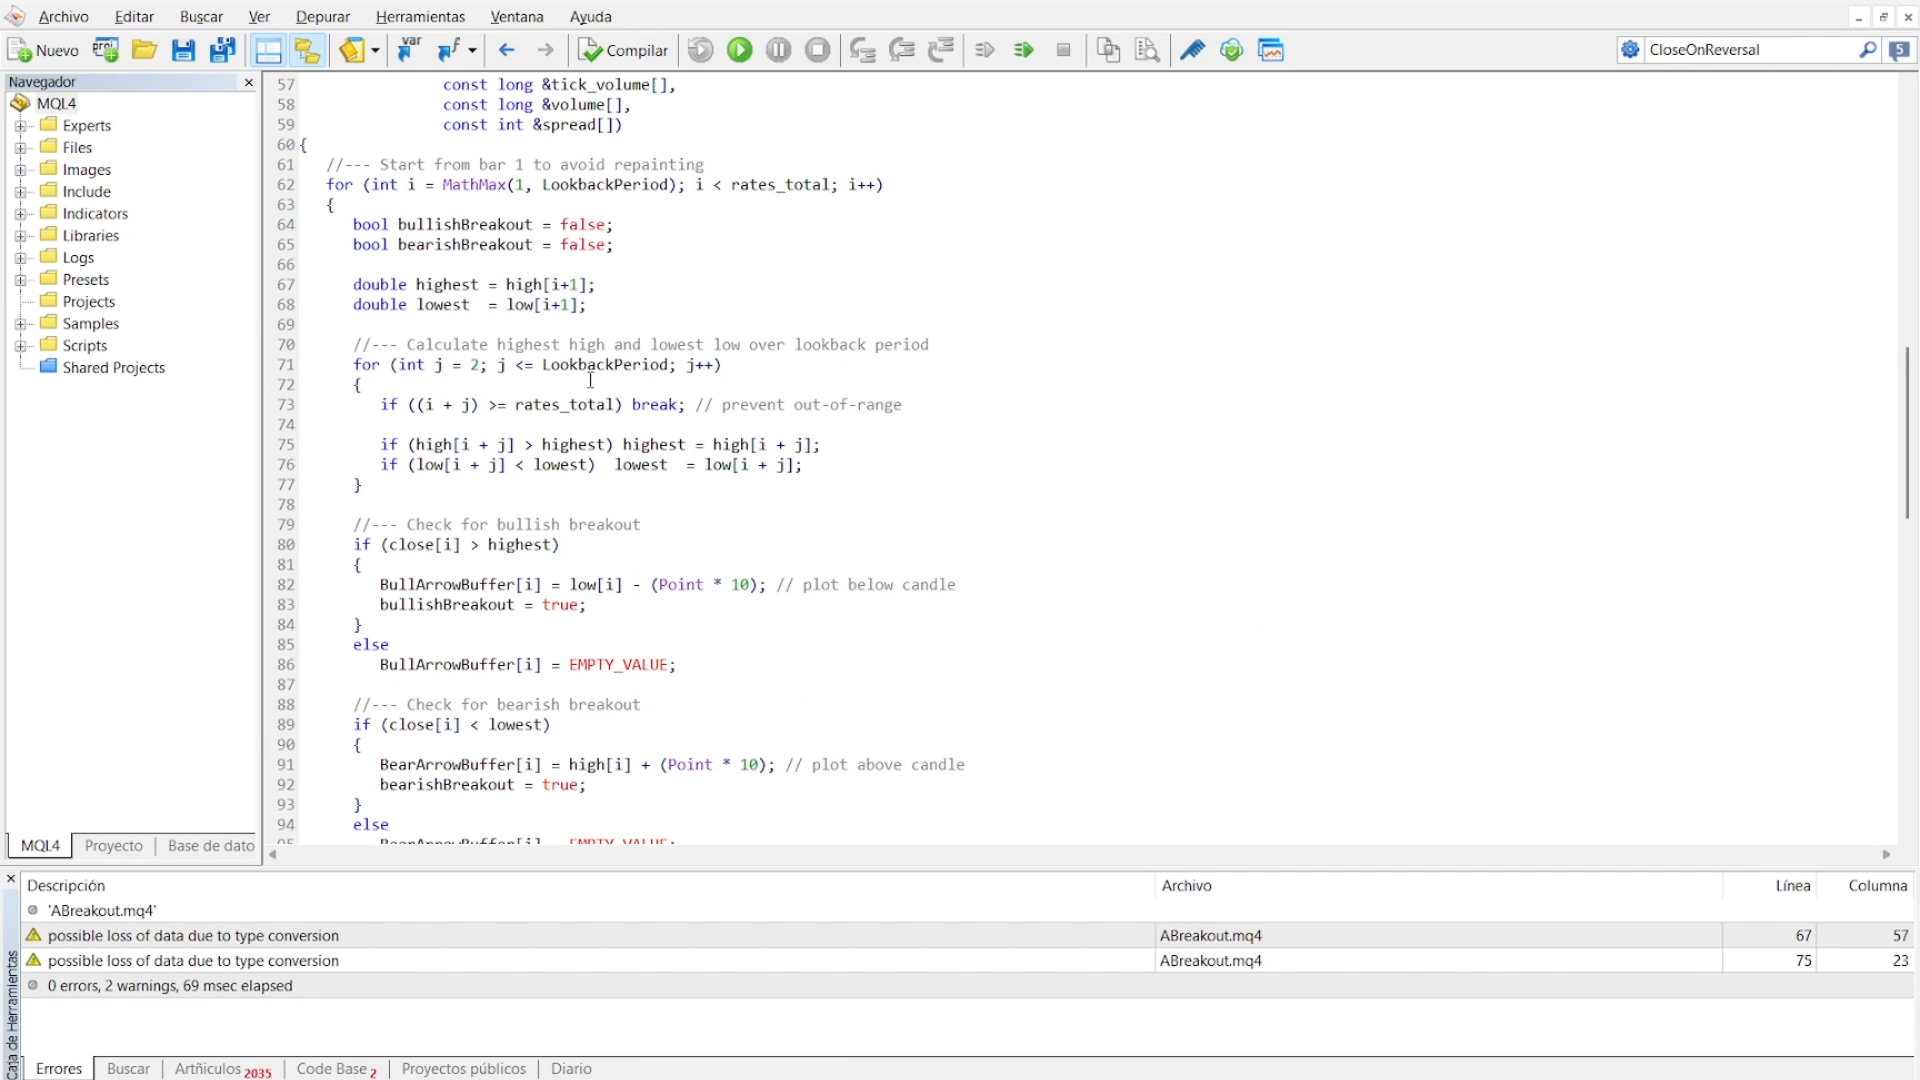 Archivo Editar Buscar Ver Depurar Herramientas Ventana Ayuda
Nuevo var f Compilar CloseOnReversal 5
Navegador
MQL4
Experts
Files
Images
Include
Indicators
Libraries
Logs
Presets
Projects
Samples
Scripts
Shared Projects
MQL4 Proyecto Base de dato
57 const long &tick_volume[],
58 const long &volume[],
59 const int &spread[])
60 {
61 //--- Start from bar 1 to avoid repainting
62 for (int i = MathMax(1, LookbackPeriod); i < rates_total; i++)
63 {
64 bool bullishBreakout = false;
65 bool bearishBreakout = false;
66
67 double highest = high[i+1];
68 double lowest  = low[i+1];
69
70 //--- Calculate highest high and lowest low over lookback period
71 for (int j = 2; j <= LookbackPeriod; j++)
72 {
73 if ((i + j) >= rates_total) break; // prevent out-of-range
74
75 if (high[i + j] > highest) highest = high[i + j];
76 if (low[i + j] < lowest)  lowest  = low[i + j];
77 }
78
79 //--- Check for bullish breakout
80 if (close[i] > highest)
81 {
82 BullArrowBuffer[i] = low[i] - (Point * 10); // plot below candle
83 bullishBreakout = true;
84 }
85 else
86 BullArrowBuffer[i] = EMPTY_VALUE;
87
88 //--- Check for bearish breakout
89 if (close[i] < lowest)
90 {
91 BearArrowBuffer[i] = high[i] + (Point * 10); // plot above candle
92 bearishBreakout = true;
93 }
94 else
95 BearArrowBuffer[i] = EMPTY_VALUE;
Descripción Archivo Línea Columna
'ABreakout.mq4'
possible loss of data due to type conversion ABreakout.mq4 67 57
possible loss of data due to type conversion ABreakout.mq4 75 23
0 errors, 2 warnings, 69 msec elapsed
Caja de Herramientas
Errores Buscar Artñiculos 2035 Code Base 2 Proyectos públicos Diario